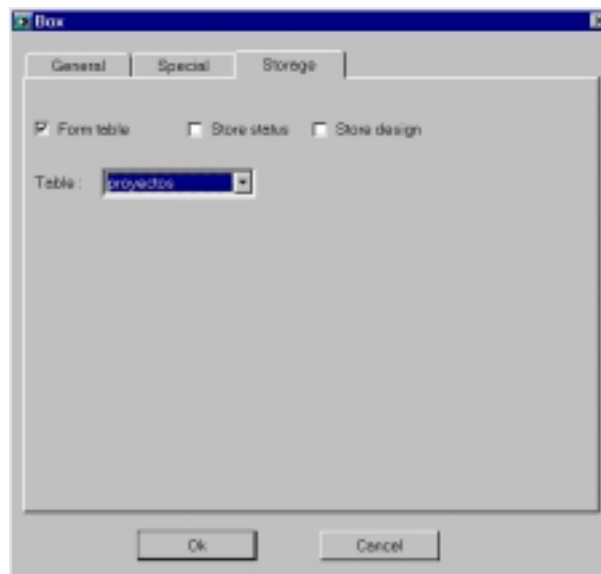 Box
General Special Storage
Form table Store status Store design
Table : proyectos
Ok Cancel